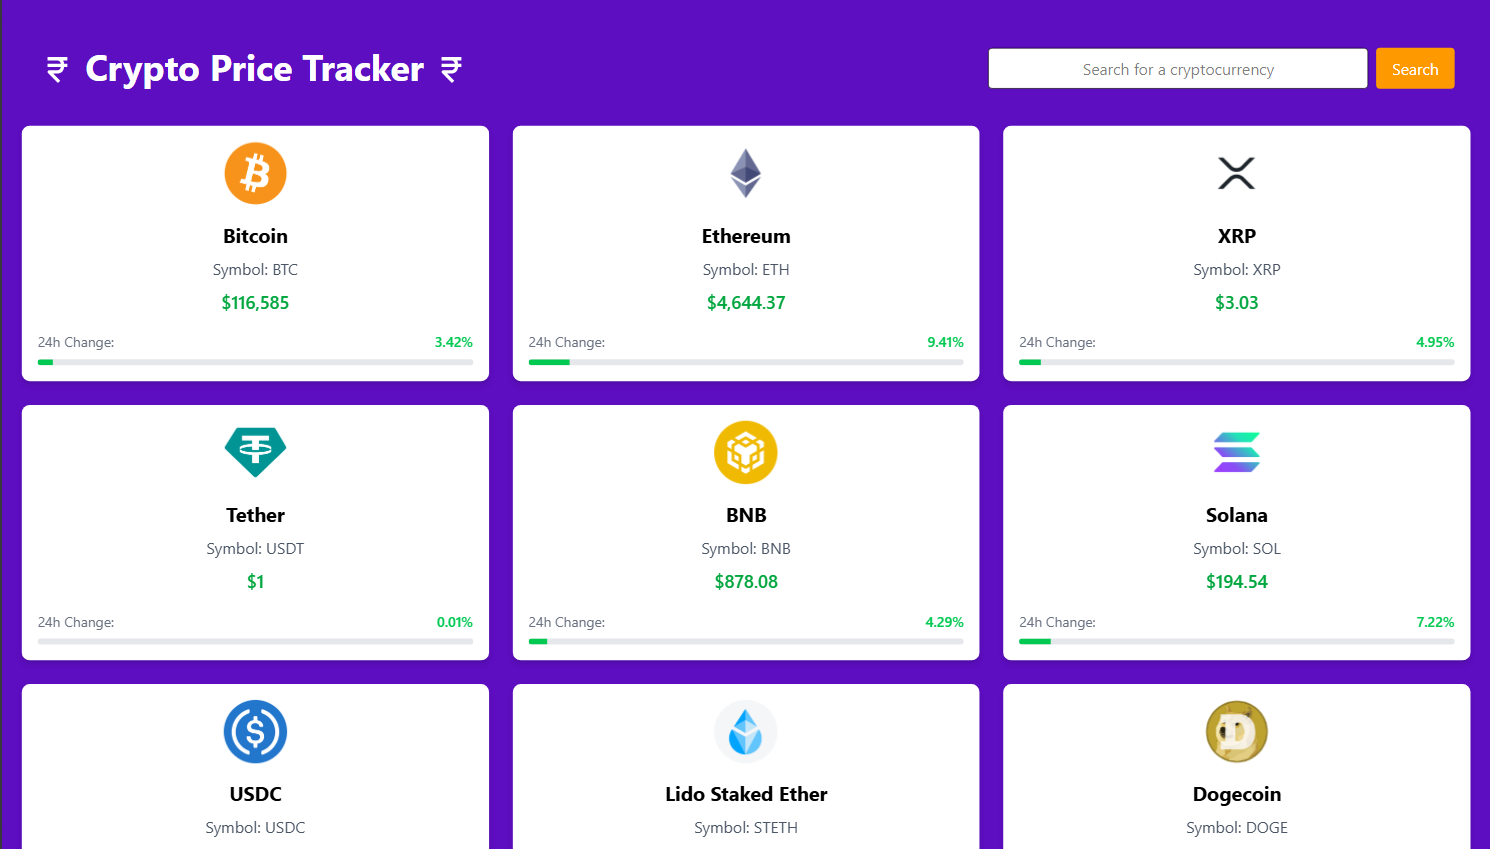 ₹ Crypto Price Tracker ₹
Search for a cryptocurrency
Search
Bitcoin
Symbol: BTC
$116,585
24h Change: 3.42%
Ethereum
Symbol: ETH
$4,644.37
24h Change: 9.41%
XRP
Symbol: XRP
$3.03
24h Change: 4.95%
Tether
Symbol: USDT
$1
24h Change: 0.01%
BNB
Symbol: BNB
$878.08
24h Change: 4.29%
Solana
Symbol: SOL
$194.54
24h Change: 7.22%
USDC
Symbol: USDC
Lido Staked Ether
Symbol: STETH
Dogecoin
Symbol: DOGE